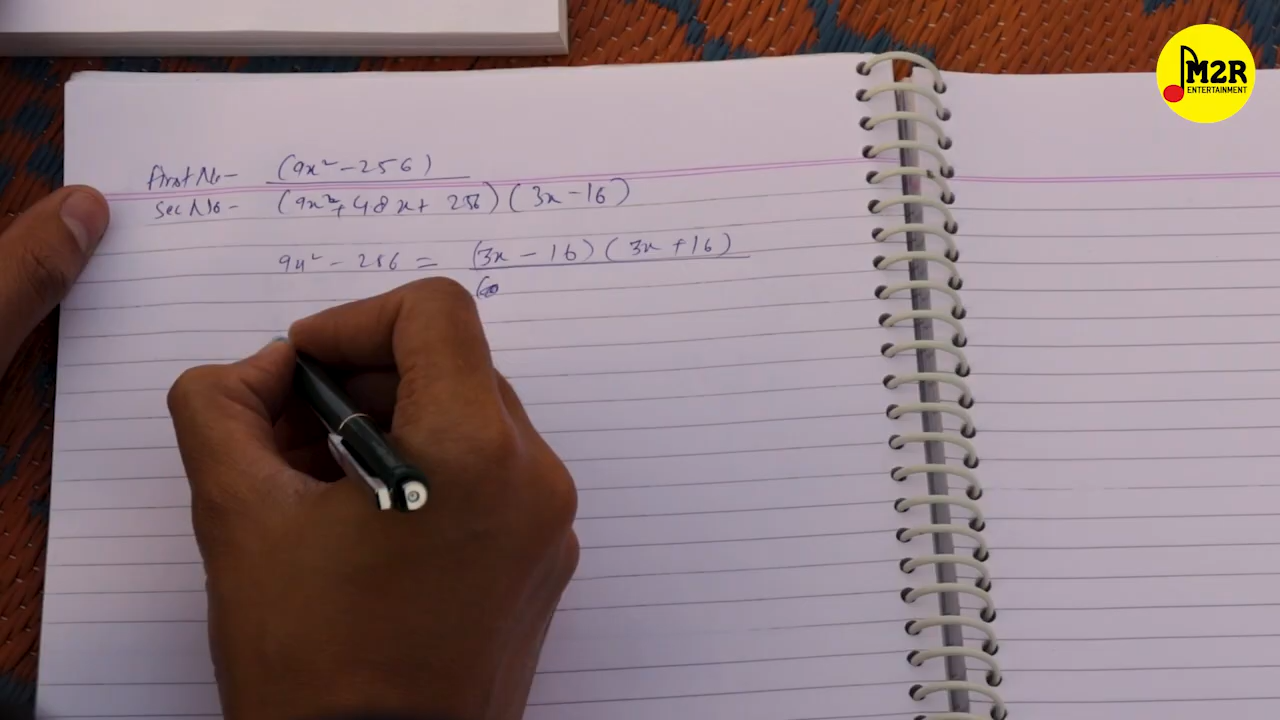 M2R
ENTERTAINMENT
First No - (9x² - 256)
Sec No - (9x² + 48x + 256) (3x - 16)
9x² - 256 = (3x - 16) (3x + 16)